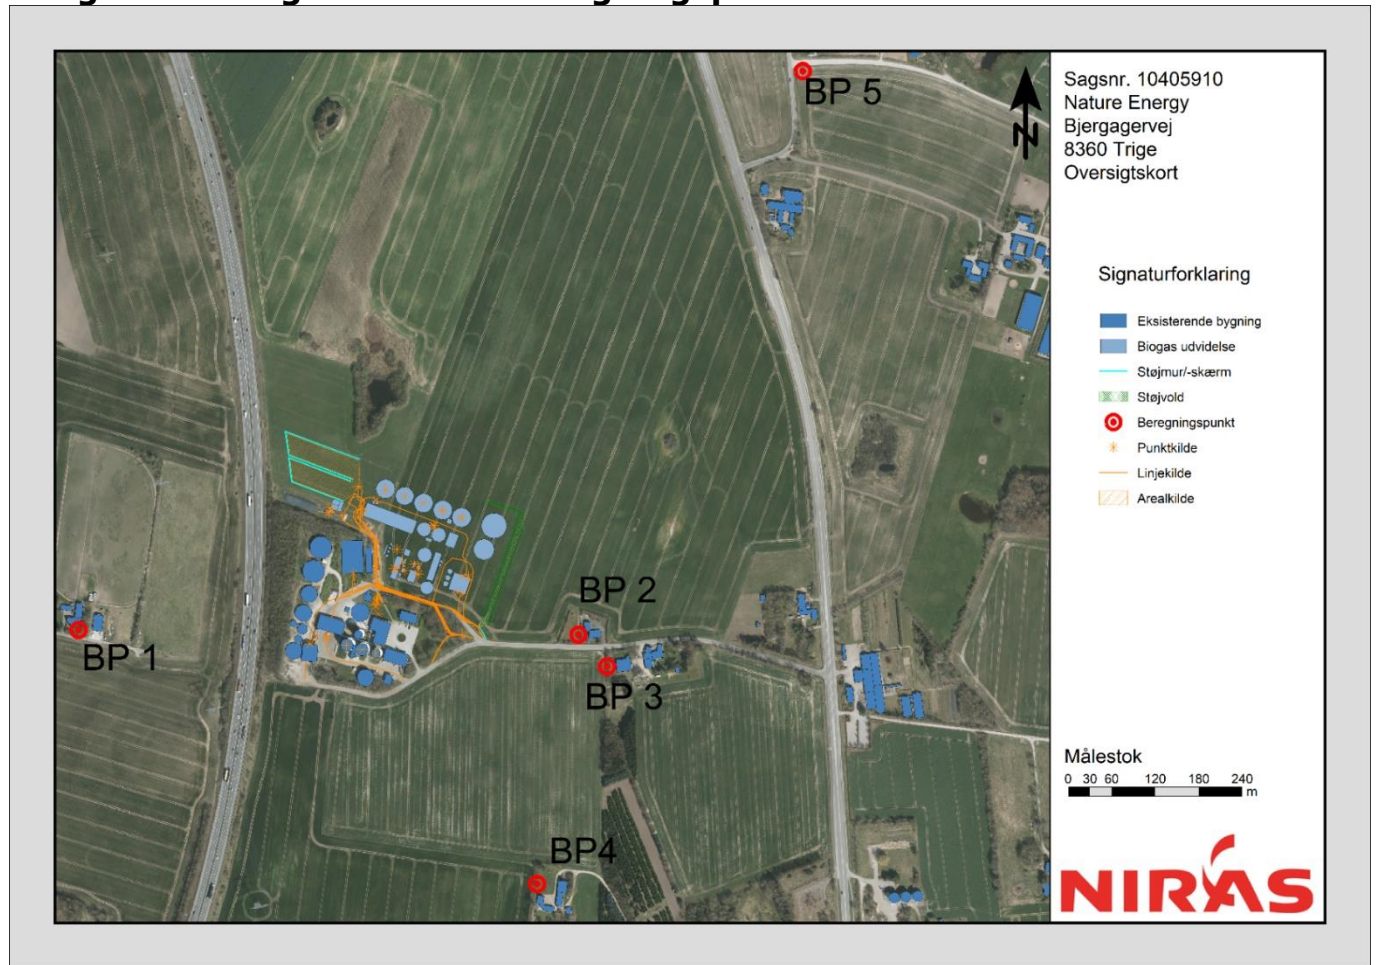 BP 5
BP 2
BP 1
BP 3
BP4
N
Sagsnr. 10405910
Nature Energy
Bjergagervej
8360 Trige
Oversigtskort
Signaturforklaring
Eksisterende bygning
Biogas udvidelse
Støjmur/-skærm
Støjvold
Beregningspunkt
Punktkilde
Linjekilde
Arealkilde
Målestok
0 30 60 120 180 240
m
NIRAS